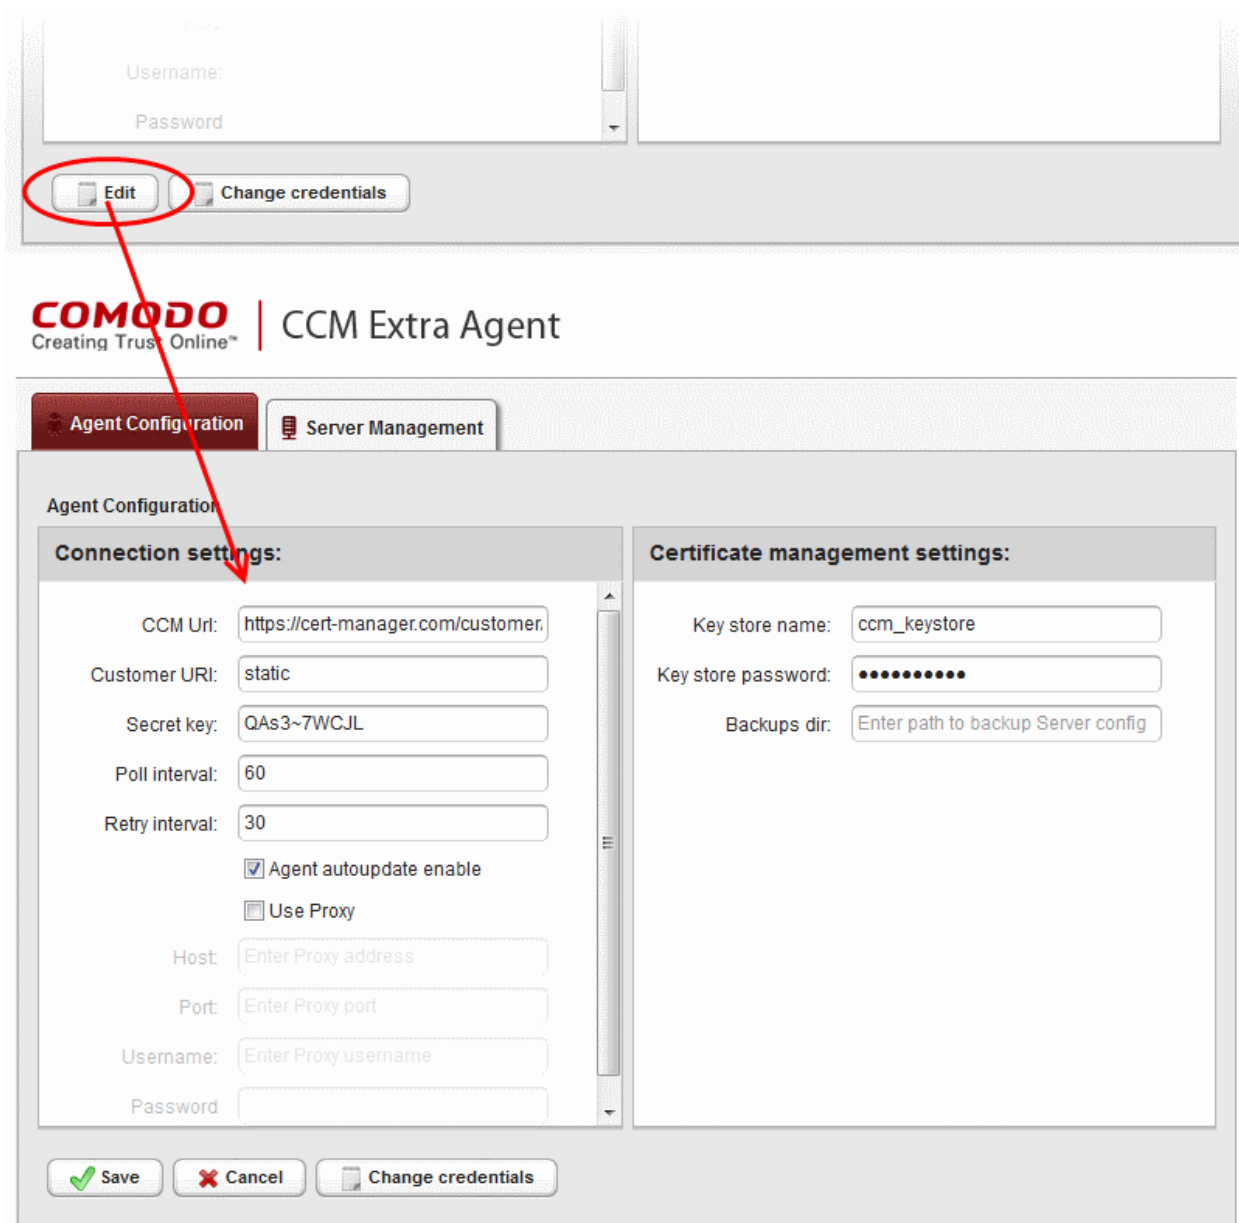 Username:
Password
Edit
Change credentials
COMODO
Creating Trust Online™
CCM Extra Agent
Agent Configuration
Server Management
Agent Configuration
Connection settings:
Certificate management settings:
CCM Url: https://cert-manager.com/customer/
Key store name: ccm_keystore
Customer URI: static
Key store password: ●●●●●●●●●●
Secret key: QAs3~7WCJL
Backups dir: Enter path to backup Server config
Poll interval: 60
Retry interval: 30
Agent autoupdate enable
Use Proxy
Host: Enter Proxy address
Port: Enter Proxy port
Username: Enter Proxy username
Password
Save
Cancel
Change credentials